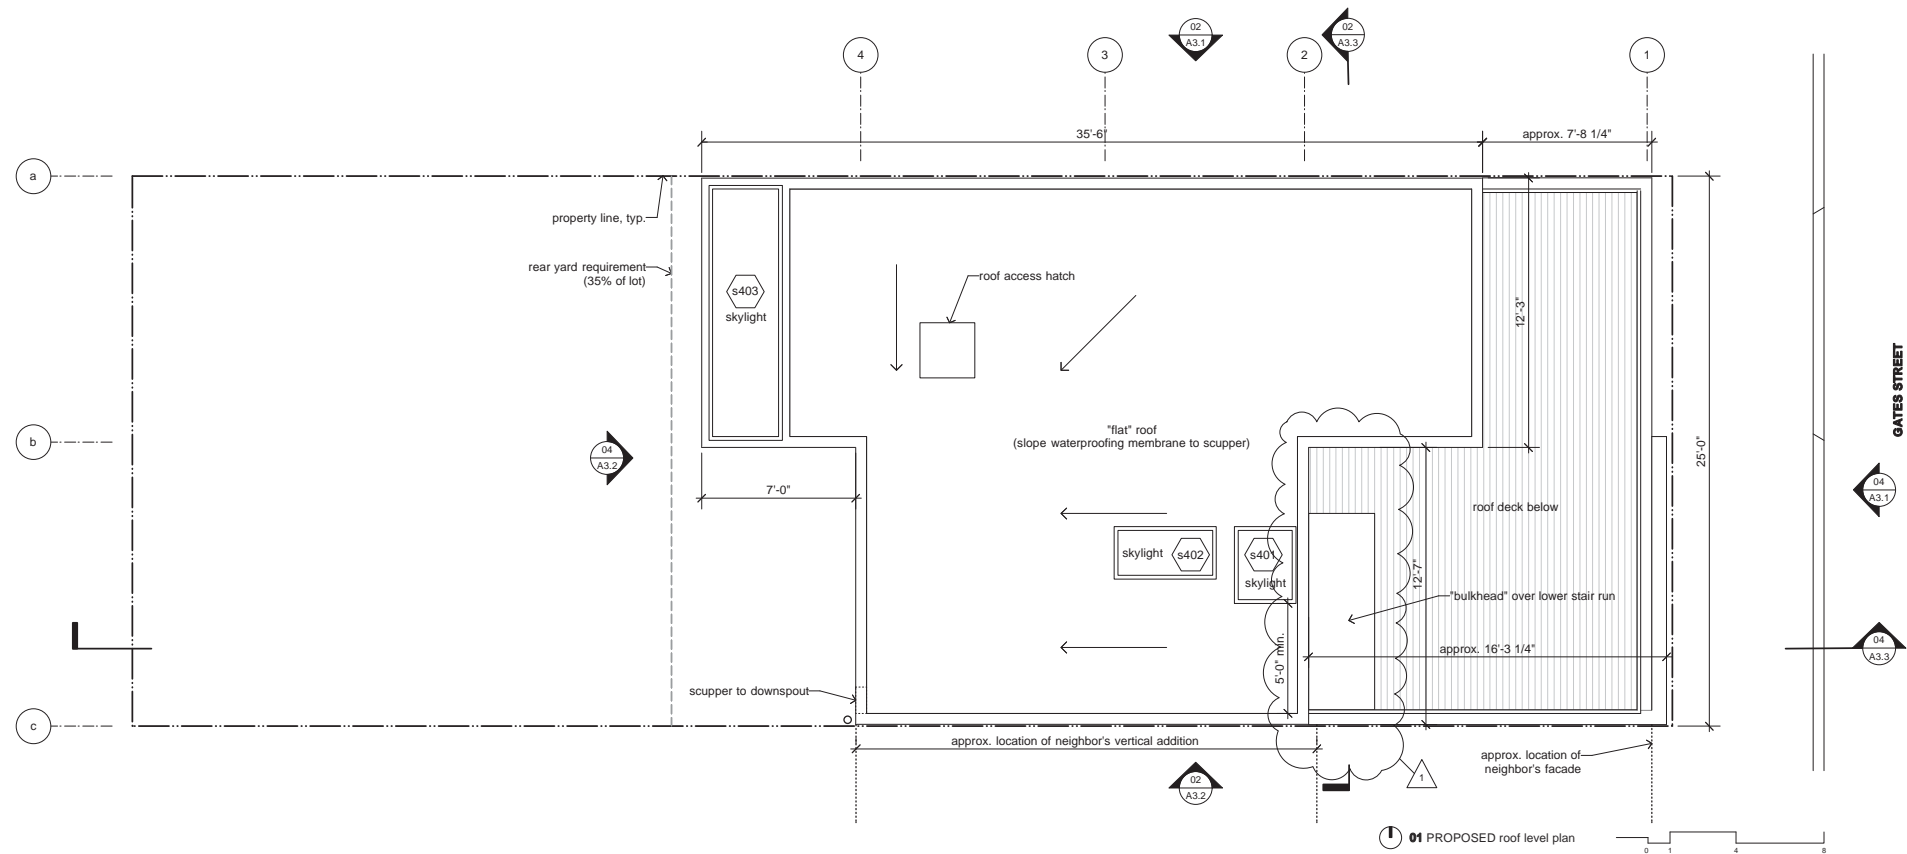 02
A3.1
02
A3.3
4
3
2
1
35'-6"
approx. 7'-8 1/4"
a
property line, typ.
rear yard requirement
(35% of lot)
s403
skylight
roof access hatch
12'-3"
GATES STREET
25'-0"
b
04
A3.2
"flat" roof
(slope waterproofing membrane to scupper)
7'-0"
04
A3.1
roof deck below
skylight
s402
s401
skylight
12'-7"
"bulkhead" over lower stair run
5'-0" min.
approx. 16'-3 1/4"
04
A3.3
scupper to downspout
c
approx. location of neighbor's vertical addition
approx. location of
neighbor's facade
02
A3.2
1
01 PROPOSED roof level plan
0 1 4 8